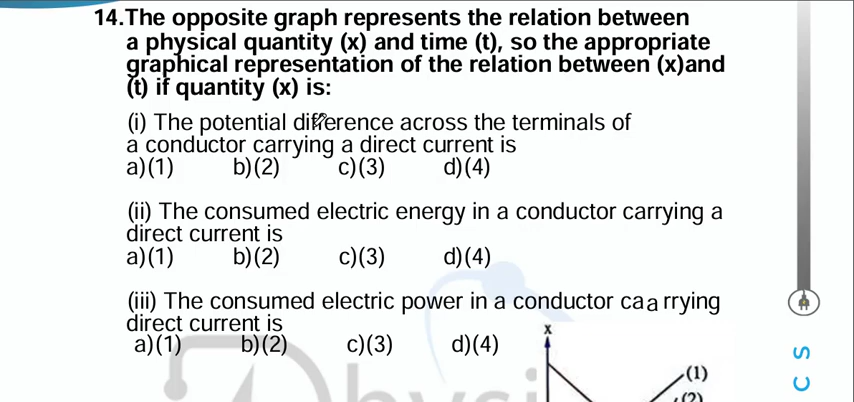 14.The opposite graph represents the relation between
a physical quantity (x) and time (t), so the appropriate
graphical representation of the relation between (x)and
(t) if quantity (x) is:
(i) The potential difference across the terminals of
a conductor carrying a direct current is
a)(1) b)(2) c)(3) d)(4)
(ii) The consumed electric energy in a conductor carrying a
direct current is
a)(1) b)(2) c)(3) d)(4)
(iii) The consumed electric power in a conductor caa rrying
direct current is
a)(1) b)(2) c)(3) d)(4)
x
(1)
(2)
C S